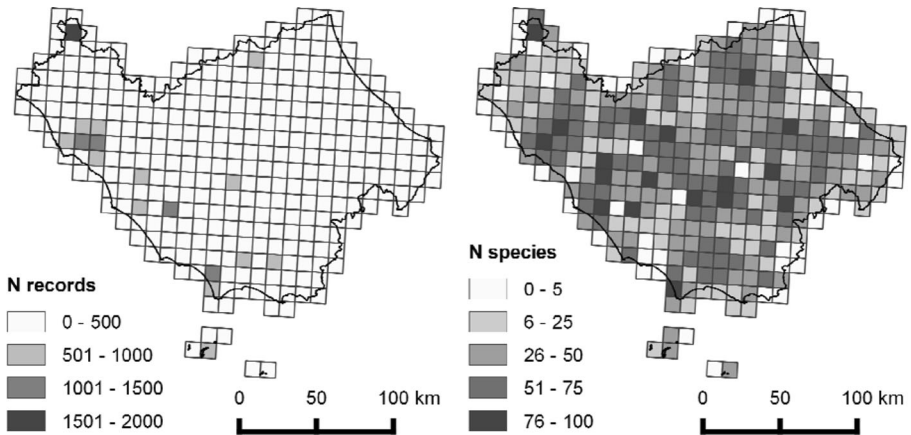 N records
0 - 500
501 - 1000
1001 - 1500
1501 - 2000
0 50 100 km
N species
0 - 5
6 - 25
26 - 50
51 - 75
76 - 100
0 50 100 km